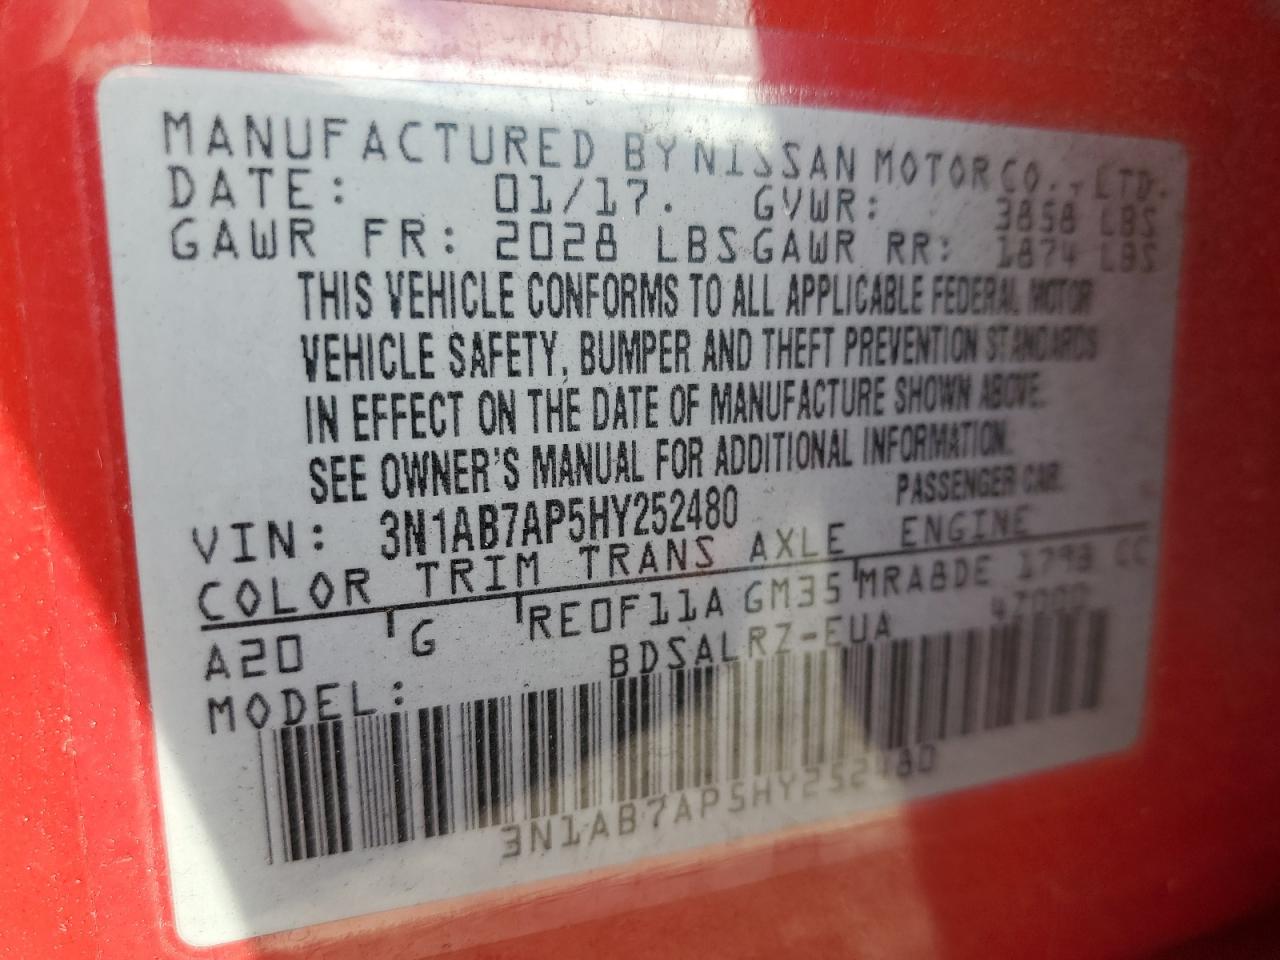 MANUFACTURED BY NISSAN MOTOR CO., LTD.
DATE: 01/17. GVWR: 3858 LBS
GAWR FR: 2028 LBS GAWR RR: 1874 LBS
THIS VEHICLE CONFORMS TO ALL APPLICABLE FEDERAL MOTOR
VEHICLE SAFETY, BUMPER AND THEFT PREVENTION STANDARDS
IN EFFECT ON THE DATE OF MANUFACTURE SHOWN ABOVE.
SEE OWNER'S MANUAL FOR ADDITIONAL INFORMATION.
VIN: 3N1AB7AP5HY252480 PASSENGER CAR.
COLOR TRIM TRANS AXLE ENGINE
A20 G RE0F11A GM35 MRA8DE 1798 CC
MODEL: BDSALRZ-EUA 47000
3N1AB7AP5HY252480